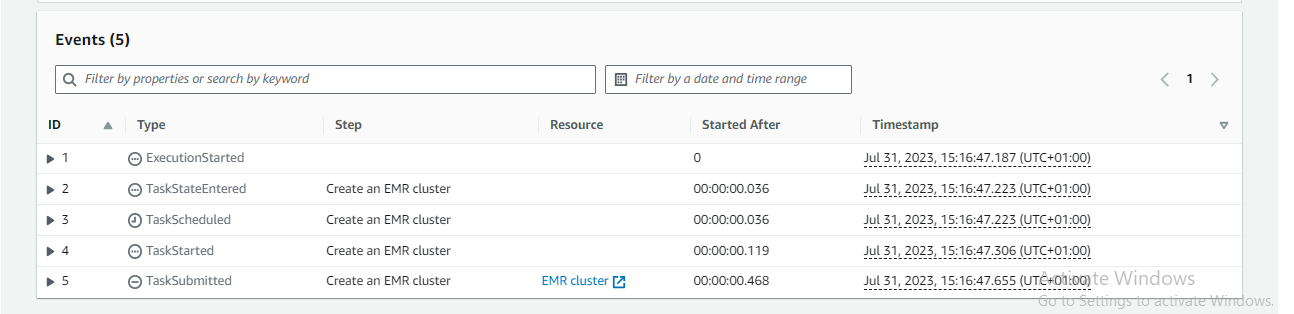 Events (5)
Filter by properties or search by keyword
Filter by a date and time range
1
ID Type Step Resource Started After Timestamp
1 ExecutionStarted 0 Jul 31, 2023, 15:16:47.187 (UTC+01:00)
2 TaskStateEntered Create an EMR cluster 00:00:00.036 Jul 31, 2023, 15:16:47.223 (UTC+01:00)
3 TaskScheduled Create an EMR cluster 00:00:00.036 Jul 31, 2023, 15:16:47.223 (UTC+01:00)
4 TaskStarted Create an EMR cluster 00:00:00.119 Jul 31, 2023, 15:16:47.306 (UTC+01:00)
5 TaskSubmitted Create an EMR cluster EMR cluster 00:00:00.468 Jul 31, 2023, 15:16:47.655 (UTC+01:00)
Activate Windows
Go to Settings to activate Windows.